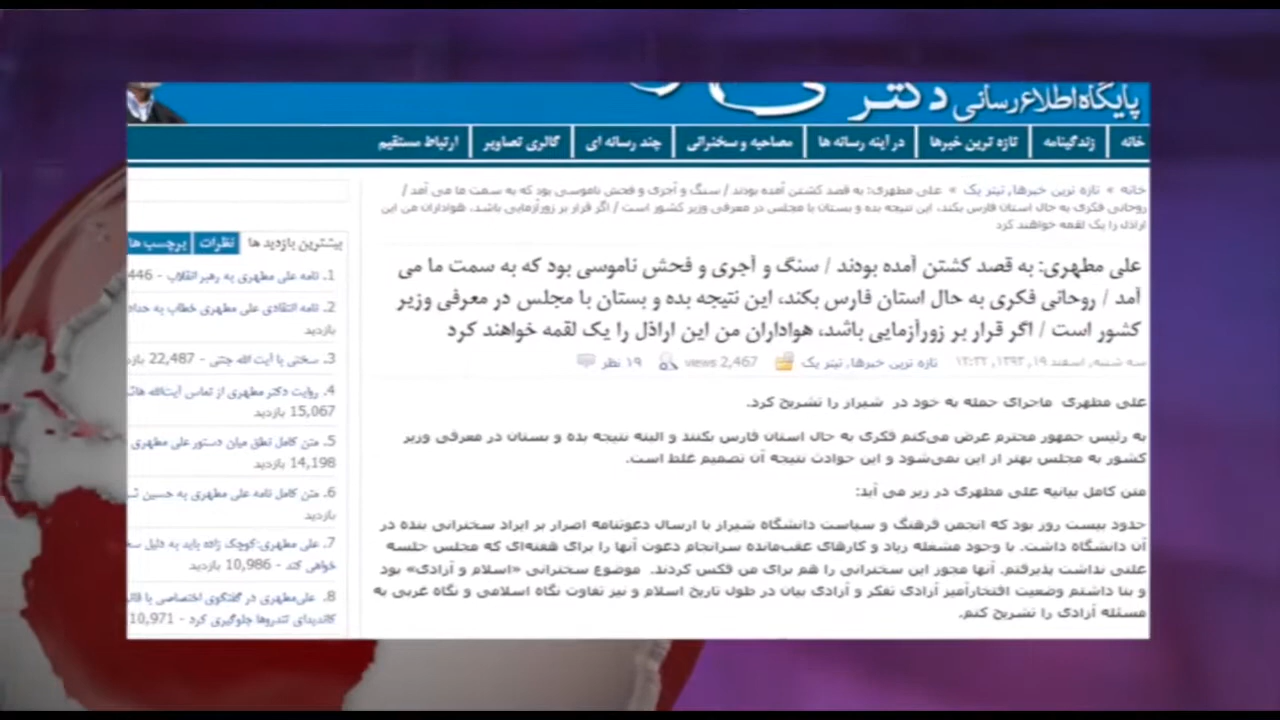 پایگاه اطلاع رسانی دکتر
خانه
زندگینامه
تازه ترین خبرها
در آینه رسانه ها
مصاحبه و سخنرانی
چند رسانه ای
گالری تصاویر
ارتباط مستقیم
خانه » تازه ترین خبرها, تیتر یک » علی مطهری: به قصد کشتن آمده بودند / سنگ و آجری و فحش ناموسی بود که به سمت ما می آمد /
روحانی فکری به حال استان فارس بکند، این نتیجه بده و بستان با مجلس در معرفی وزیر کشور است / اگر قرار بر زورآزمایی باشد، هواداران من این
اراذل را یک لقمه خواهند کرد
علی مطهری: به قصد کشتن آمده بودند / سنگ و آجری و فحش ناموسی بود که به سمت ما می
آمد / روحانی فکری به حال استان فارس بکند، این نتیجه بده و بستان با مجلس در معرفی وزیر
کشور است / اگر قرار بر زورآزمایی باشد، هواداران من این اراذل را یک لقمه خواهند کرد
سه شنبه, اسفند ۱۹, ۱۳۹۳, ۱۲:۳۲ تازه ترین خبرها, تیتر یک 2,467 views ۱۹ نظر
علی مطهری ماجرای حمله به خود در شیراز را تشریح کرد.
به رئیس جمهور محترم عرض می‌کنم فکری به حال استان فارس بکنند و البته نتیجه بده و بستان در معرفی وزیر
کشور به مجلس بهتر از این نمی‌شود و این حوادث نتیجه آن تصمیم غلط است.
متن کامل بیانیه علی مطهری در زیر می آید:
حدود بیست روز بود که انجمن فرهنگ و سیاست دانشگاه شیراز با ارسال دعوتنامه اصرار بر ایراد سخنرانی بنده در
آن دانشگاه داشت. با وجود مشغله زیاد و کارهای عقب‌مانده سرانجام دعوت آنها را برای هفته‌ای که مجلس جلسه
علنی نداشت پذیرفتم. آنها مجوز این سخنرانی را هم برای من فکس کردند. موضوع سخنرانی «اسلام و آزادی» بود
و بنا داشتم وضعیت افتخارآمیز آزادی تفکر و آزادی بیان در طول تاریخ اسلام و نیز تفاوت نگاه اسلامی و نگاه غربی به
مسئله آزادی را تشریح کنم.
بیشترین بازدید ها
نظرات
برچسب ها
1. نامه علی مطهری به رهبر انقلاب - 446
2. نامه انتقادی علی مطهری خطاب به
بازدید
3. سخنی با آیت الله جنتی - 22,487
4. روایت دکتر مطهری از تماس آیت‌الله
15,067 بازدید
5. متن کامل نطق میان دستور علی مطهری
14,198 بازدید
6. متن کامل نامه علی مطهری به حسین
بازدید
7. علی مطهری:کوچک زاده باید به دلیل
خواهی کند - 10,986 بازدید
8. علی‌مطهری در گفتگوی اختصاصی با
کاندیدای تندروها جلوگیری کرد - 10,971